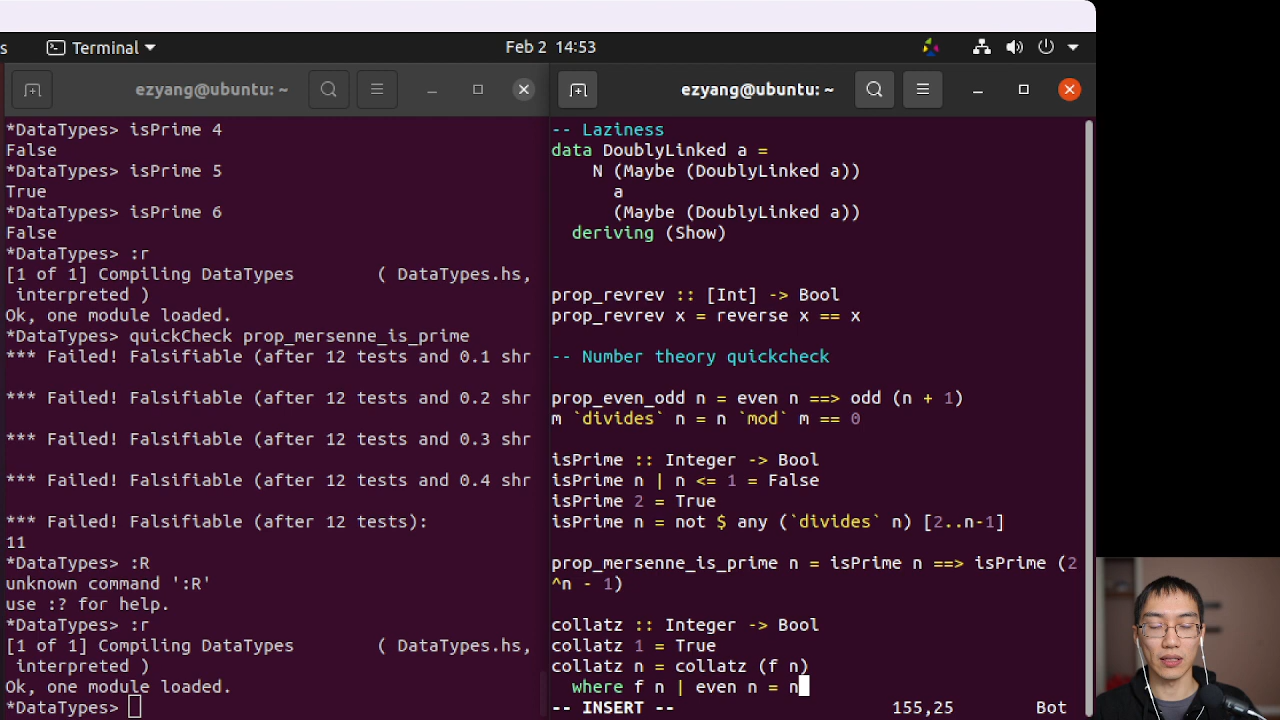 s Terminal Feb 2 14:53
ezyang@ubuntu: ~
*DataTypes> isPrime 4
False
*DataTypes> isPrime 5
True
*DataTypes> isPrime 6
False
*DataTypes> :r
[1 of 1] Compiling DataTypes ( DataTypes.hs,
interpreted )
Ok, one module loaded.
*DataTypes> quickCheck prop_mersenne_is_prime
*** Failed! Falsifiable (after 12 tests and 0.1 shr
*** Failed! Falsifiable (after 12 tests and 0.2 shr
*** Failed! Falsifiable (after 12 tests and 0.3 shr
*** Failed! Falsifiable (after 12 tests and 0.4 shr
*** Failed! Falsifiable (after 12 tests):
11
*DataTypes> :R
unknown command ':R'
use :? for help.
*DataTypes> :r
[1 of 1] Compiling DataTypes ( DataTypes.hs,
interpreted )
Ok, one module loaded.
*DataTypes>
ezyang@ubuntu: ~
-- Laziness
data DoublyLinked a =
N (Maybe (DoublyLinked a))
a
(Maybe (DoublyLinked a))
deriving (Show)
prop_revrev :: [Int] -> Bool
prop_revrev x = reverse x == x
-- Number theory quickcheck
prop_even_odd n = even n ==> odd (n + 1)
m `divides` n = n `mod` m == 0
isPrime :: Integer -> Bool
isPrime n | n <= 1 = False
isPrime 2 = True
isPrime n = not $ any (`divides` n) [2..n-1]
prop_mersenne_is_prime n = isPrime n ==> isPrime (2
^n - 1)
collatz :: Integer -> Bool
collatz 1 = True
collatz n = collatz (f n)
where f n | even n = n
-- INSERT -- 155,25 Bot